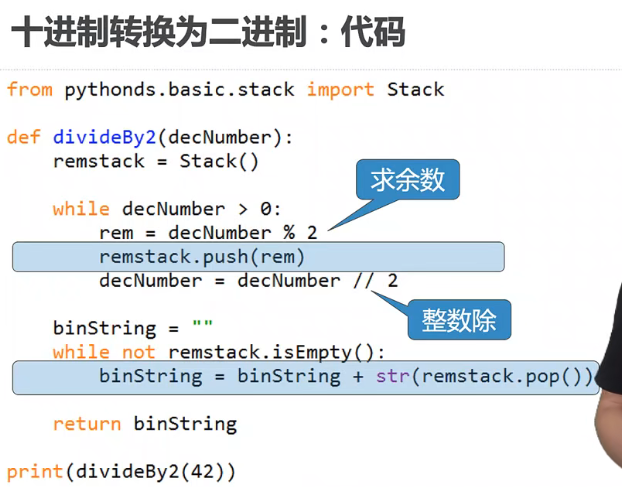 十进制转换为二进制：代码
from pythonds.basic.stack import Stack
def divideBy2(decNumber):
    remstack = Stack()
    while decNumber > 0:
求余数
        rem = decNumber % 2
        remstack.push(rem)
        decNumber = decNumber // 2
整数除
    binString = ""
    while not remstack.isEmpty():
        binString = binString + str(remstack.pop())
    return binString
print(divideBy2(42))